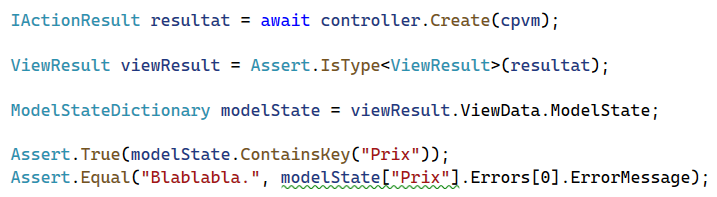 IActionResult resultat = await controller.Create(cpvm);
ViewResult viewResult = Assert.IsType<ViewResult>(resultat);
ModelStateDictionary modelState = viewResult.ViewData.ModelState;
Assert.True(modelState.ContainsKey("Prix"));
Assert.Equal("Blablabla.", modelState["Prix"].Errors[0].ErrorMessage);